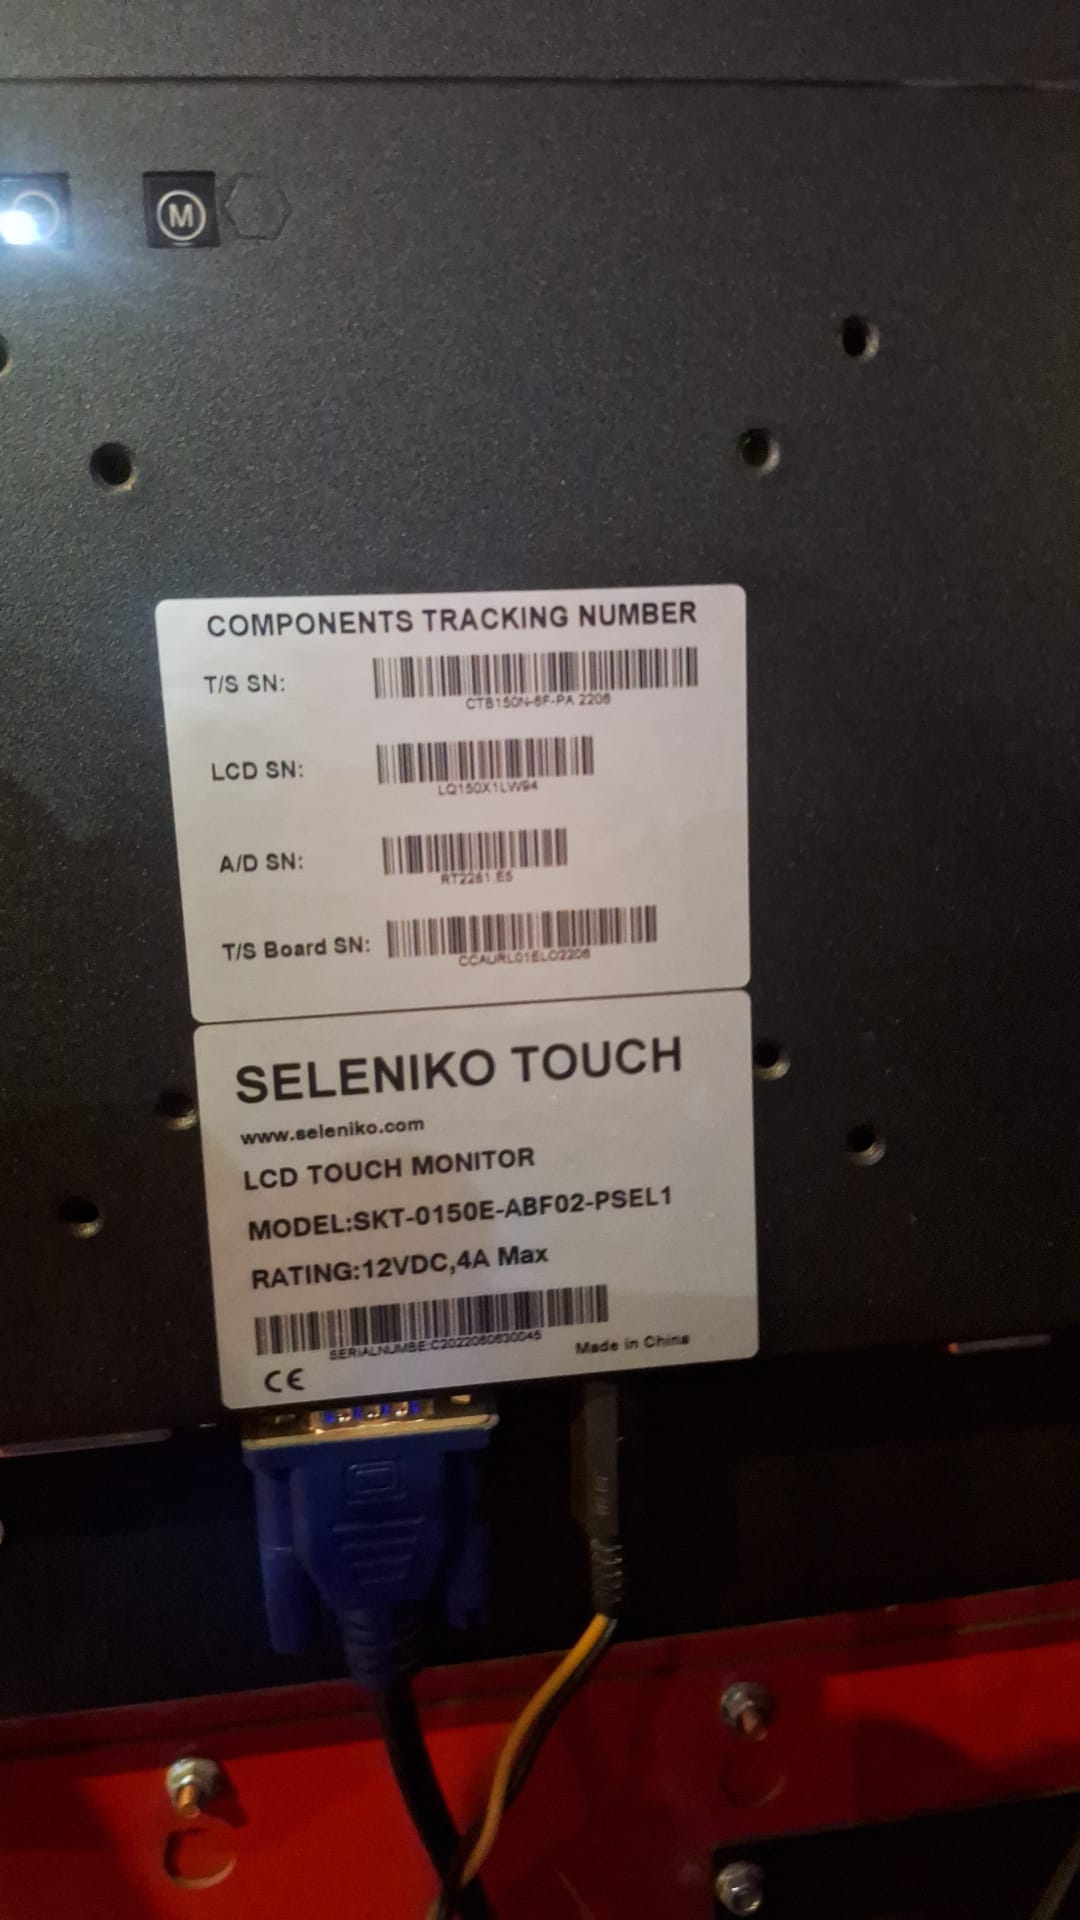 M
COMPONENTS TRACKING NUMBER
T/S SN:
CTB150N-6F-PA 2206
LCD SN:
LQ150X1LW94
A/D SN:
RT2281 E5
T/S Board SN:
CCAURL01ELO2206
SELENIKO TOUCH
www.seleniko.com
LCD TOUCH MONITOR
MODEL:SKT-0150E-ABF02-PSEL1
RATING:12VDC,4A Max
SERIALNUMBE:C2022060630045
Made in China
CE